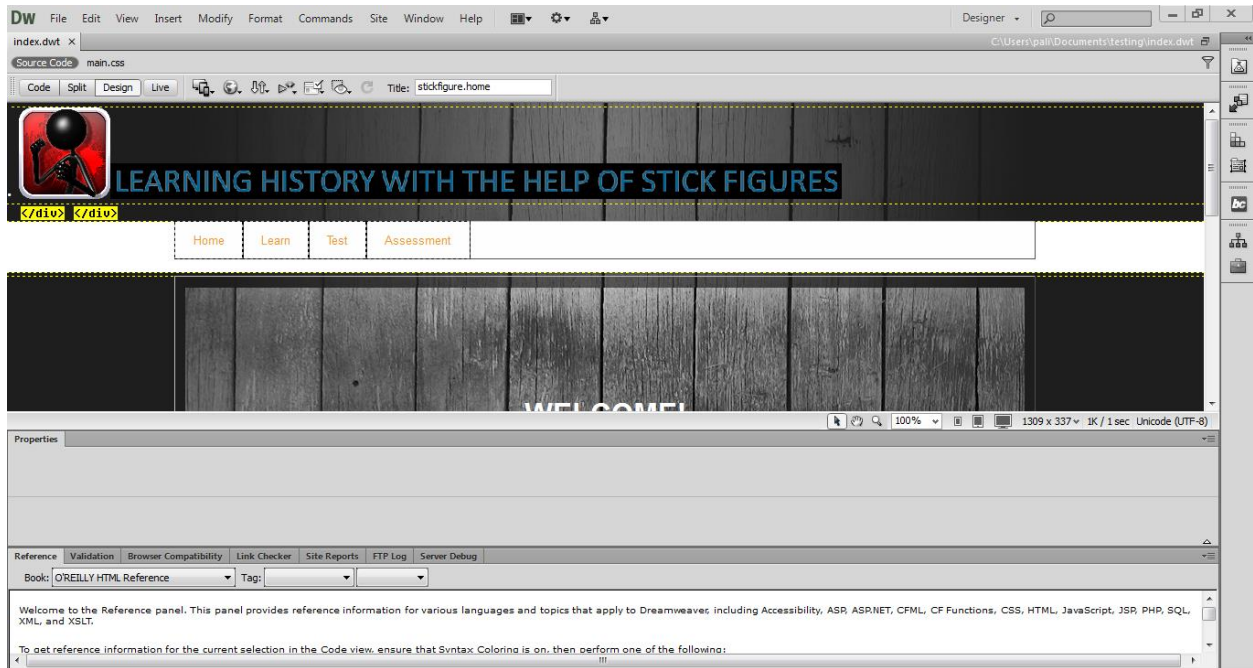 DW File Edit View Insert Modify Format Commands Site Window Help Designer
index.dwt × C:\Users\pali\Documents\testing\index.dwt
Source Code main.css
Code Split Design Live Title: stickfigure.home
LEARNING HISTORY WITH THE HELP OF STICK FIGURES
</div> </div>
Home Learn Test Assessment
WELCOME!
100% 1309 x 337 1K / 1 sec Unicode (UTF-8)
Properties
Reference Validation Browser Compatibility Link Checker Site Reports FTP Log Server Debug
Book: O'REILLY HTML Reference Tag:
Welcome to the Reference panel. This panel provides reference information for various languages and topics that apply to Dreamweaver, including Accessibility, ASP, ASP.NET, CFML, CF Functions, CSS, HTML, JavaScript, JSP, PHP, SQL,
XML, and XSLT.
To get reference information for the current selection in the Code view, ensure that Syntax Coloring is on, then perform one of the following:
bc